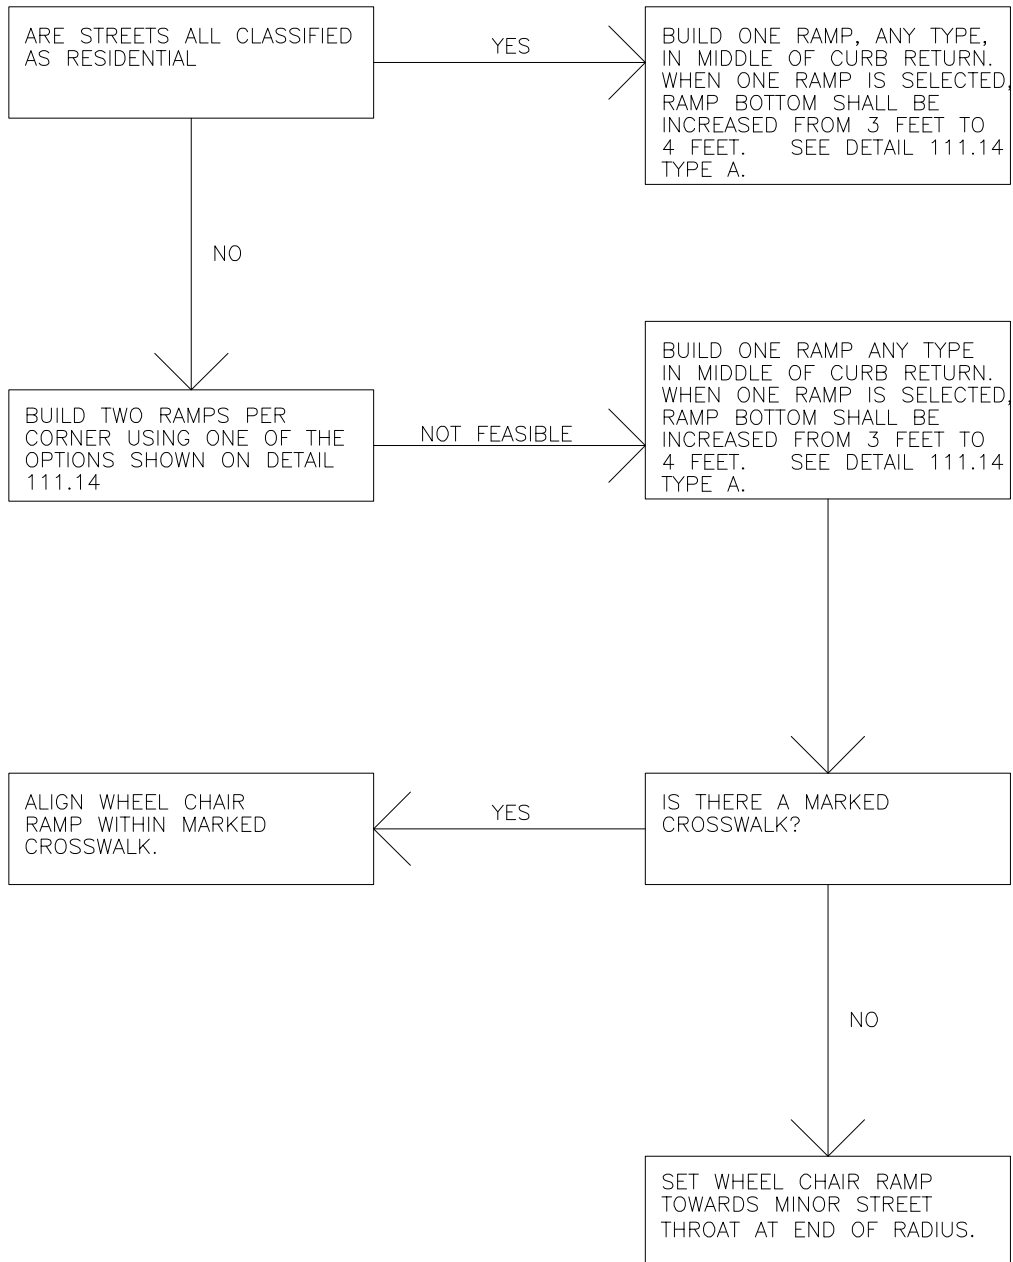 ARE STREETS ALL CLASSIFIED
AS RESIDENTIAL
YES
BUILD ONE RAMP, ANY TYPE,
IN MIDDLE OF CURB RETURN.
WHEN ONE RAMP IS SELECTED,
RAMP BOTTOM SHALL BE
INCREASED FROM 3 FEET TO
4 FEET. SEE DETAIL 111.14
TYPE A.
NO
BUILD TWO RAMPS PER
CORNER USING ONE OF THE
OPTIONS SHOWN ON DETAIL
111.14
NOT FEASIBLE
BUILD ONE RAMP ANY TYPE
IN MIDDLE OF CURB RETURN.
WHEN ONE RAMP IS SELECTED,
RAMP BOTTOM SHALL BE
INCREASED FROM 3 FEET TO
4 FEET. SEE DETAIL 111.14
TYPE A.
ALIGN WHEEL CHAIR
RAMP WITHIN MARKED
CROSSWALK.
YES
IS THERE A MARKED
CROSSWALK?
NO
SET WHEEL CHAIR RAMP
TOWARDS MINOR STREET
THROAT AT END OF RADIUS.